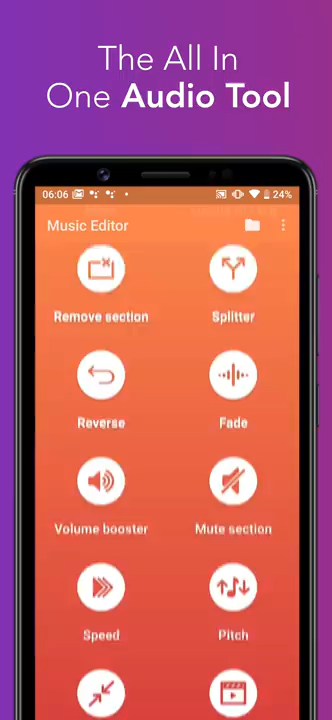 The All In
One Audio Tool
06:06
24%
Music Editor
Remove section
Splitter
Reverse
Fade
Volume booster
Mute section
Speed
Pitch